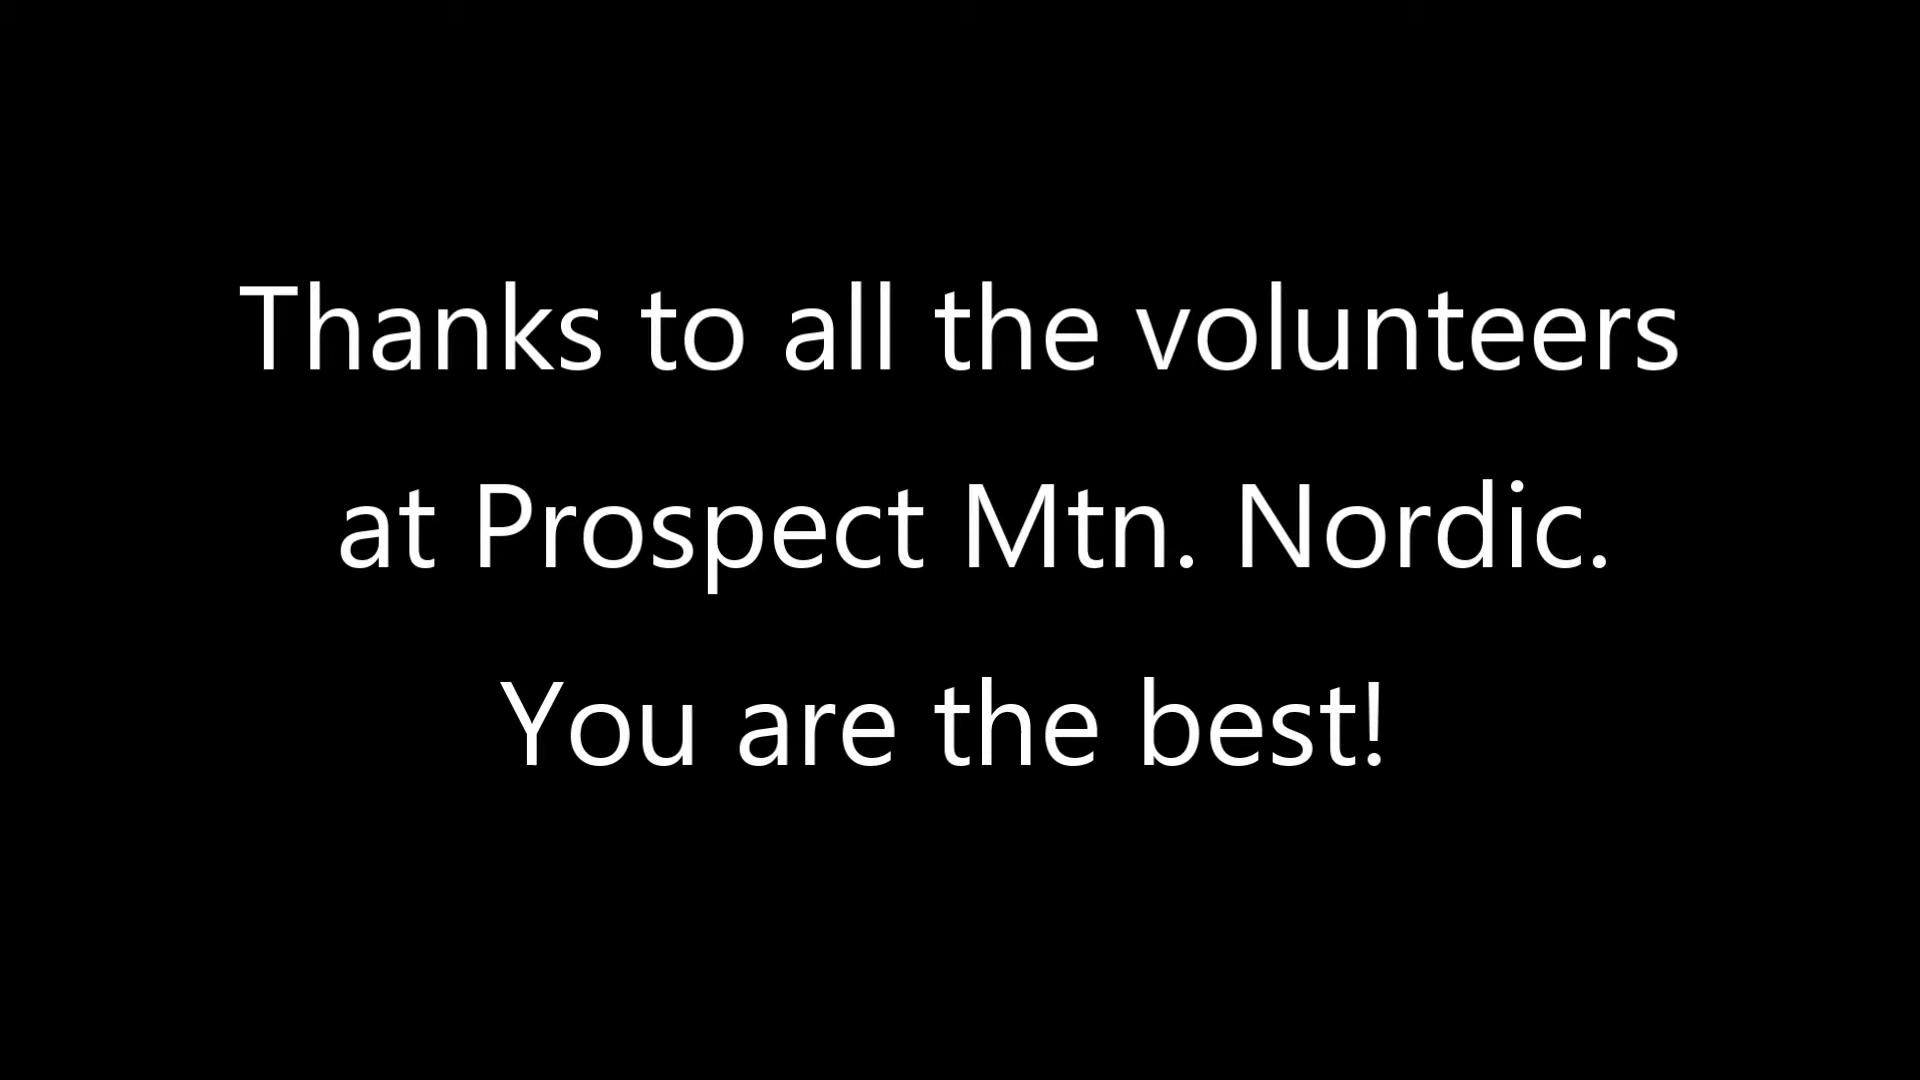 Thanks to all the volunteers
at Prospect Mtn. Nordic.
You are the best!